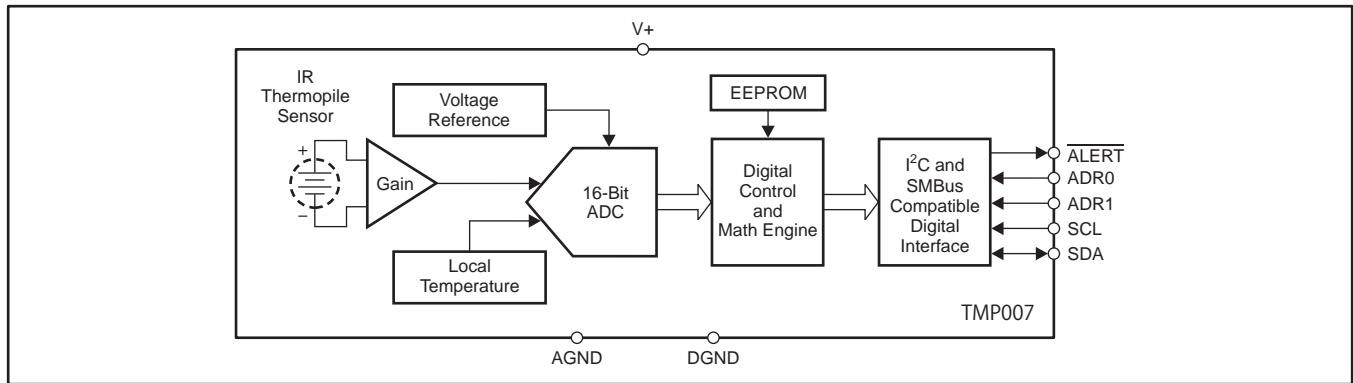 V+
IR
Thermopile
Sensor
+
−
Gain
Voltage
Reference
Local
Temperature
16-Bit
ADC
EEPROM
Digital
Control
and
Math Engine
I²C and
SMBus
Compatible
Digital
Interface
ALERT
ADR0
ADR1
SCL
SDA
TMP007
AGND
DGND